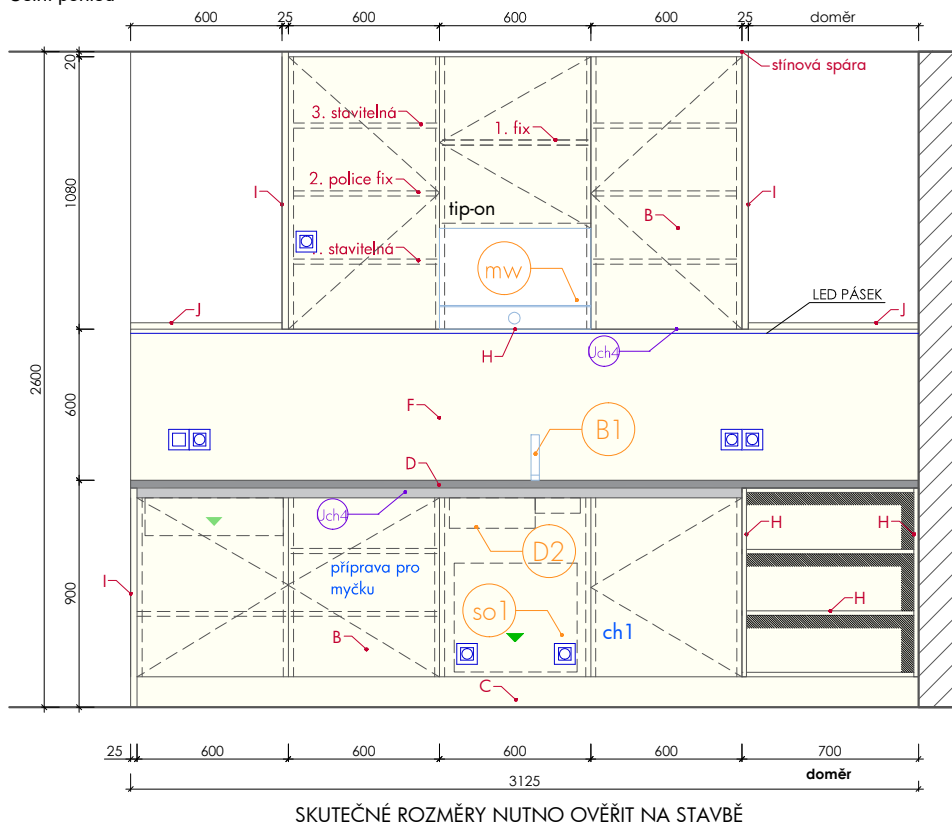 600
25
600
600
600
25
doměr
20
stínová spára
3. stavitelná
1. fix
1080
I
2. police fix
I
tip-on
B
stavitelná
mw
LED PÁSEK
J
J
H
Uch4
2600
600
F
B1
D
Uch4
H
H
D2
příprava pro
myčku
I
900
so1
H
ch1
B
C
25
600
600
600
600
700
doměr
3125
SKUTEČNÉ ROZMĚRY NUTNO OVĚŘIT NA STAVBĚ